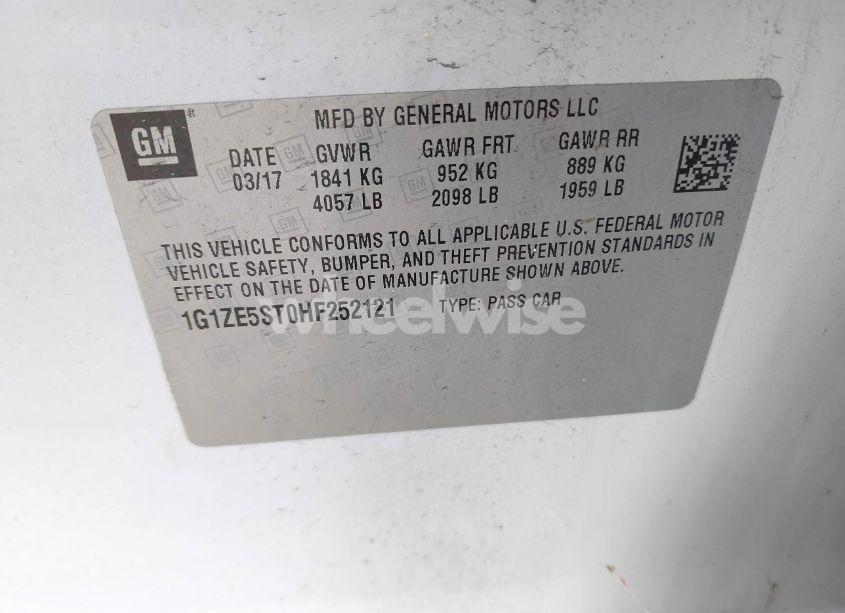 GM
MFD BY GENERAL MOTORS LLC
DATE GVWR GAWR FRT. GAWR RR
03/17 1841 KG 952 KG 889 KG
4057 LB 2098 LB 1959 LB
THIS VEHICLE CONFORMS TO ALL APPLICABLE U.S. FEDERAL MOTOR
VEHICLE SAFETY, BUMPER, AND THEFT PREVENTION STANDARDS IN
EFFECT ON THE DATE OF MANUFACTURE SHOWN ABOVE.
1G1ZE5ST0HF252121 TYPE: PASS CAR
wheelwise